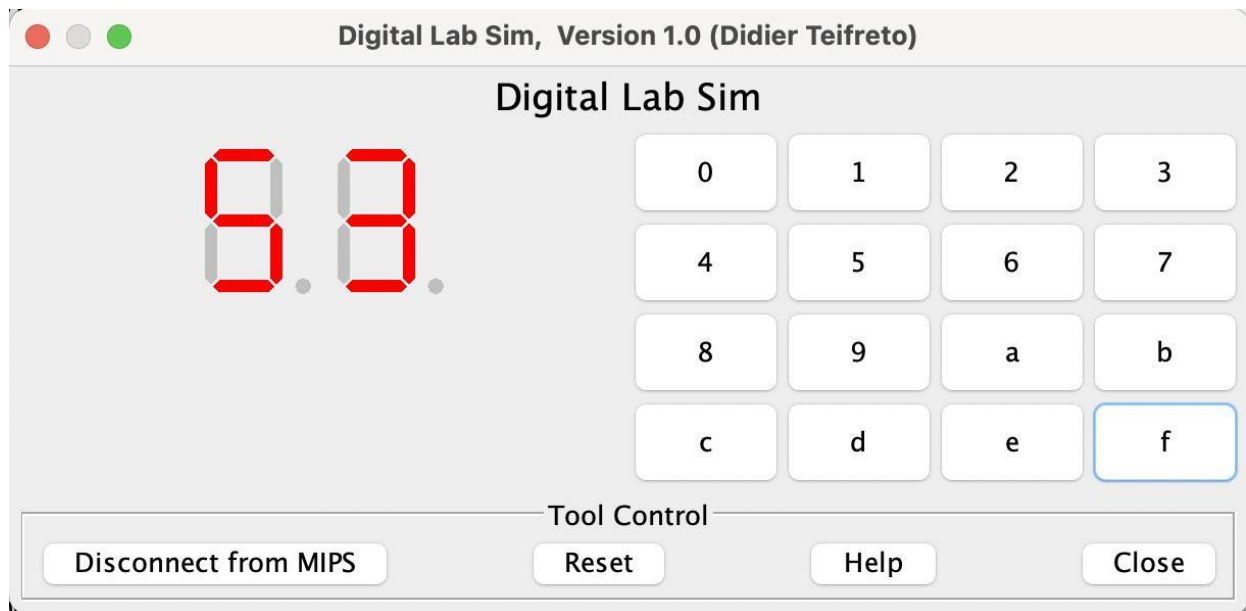 Digital Lab Sim, Version 1.0 (Didier Teifreto)
Digital Lab Sim
53
0 1 2 3
4 5 6 7
8 9 a b
c d e f
Tool Control
Disconnect from MIPS Reset Help Close